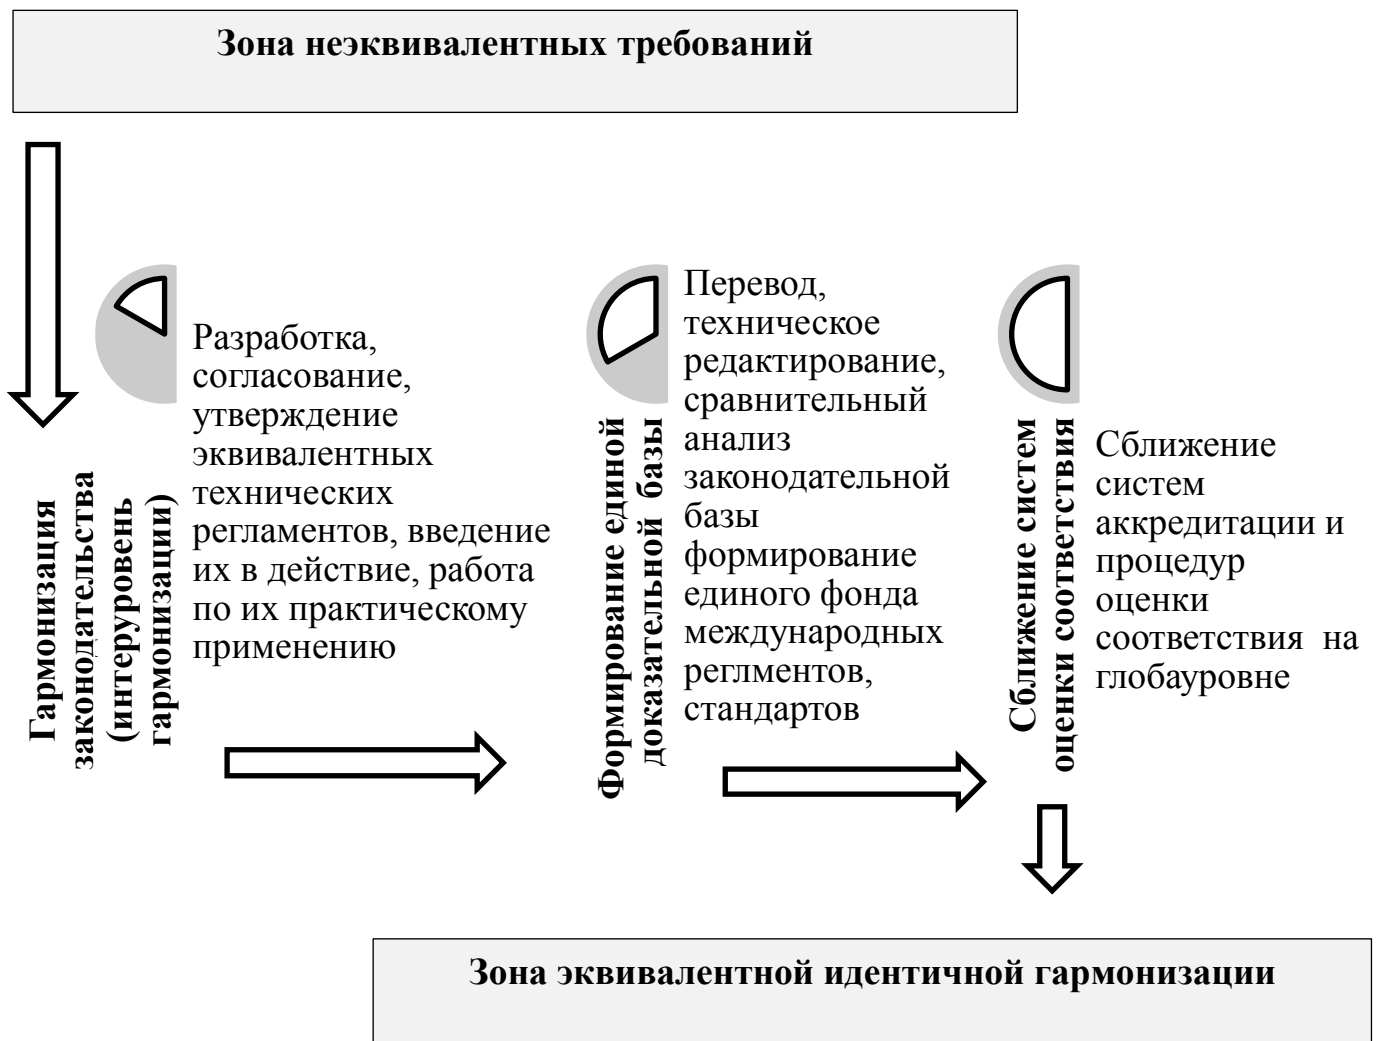 Зона неэквивалентных требований
Гармонизация
законодательства
(интеруровень
гармонизации)
Разработка,
согласование,
утверждение
эквивалентных
технических
регламентов, введение
их в действие, работа
по их практическому
применению
Формирование единой
доказательной базы
Перевод,
техническое
редактирование,
сравнительный
анализ
законодательной
базы
формирование
единого фонда
международных
реглментов,
стандартов
Сближение систем
оценки соответствия
Сближение
систем
аккредитации и
процедур
оценки
соответствия на
глобауровне
Зона эквивалентной идентичной гармонизации